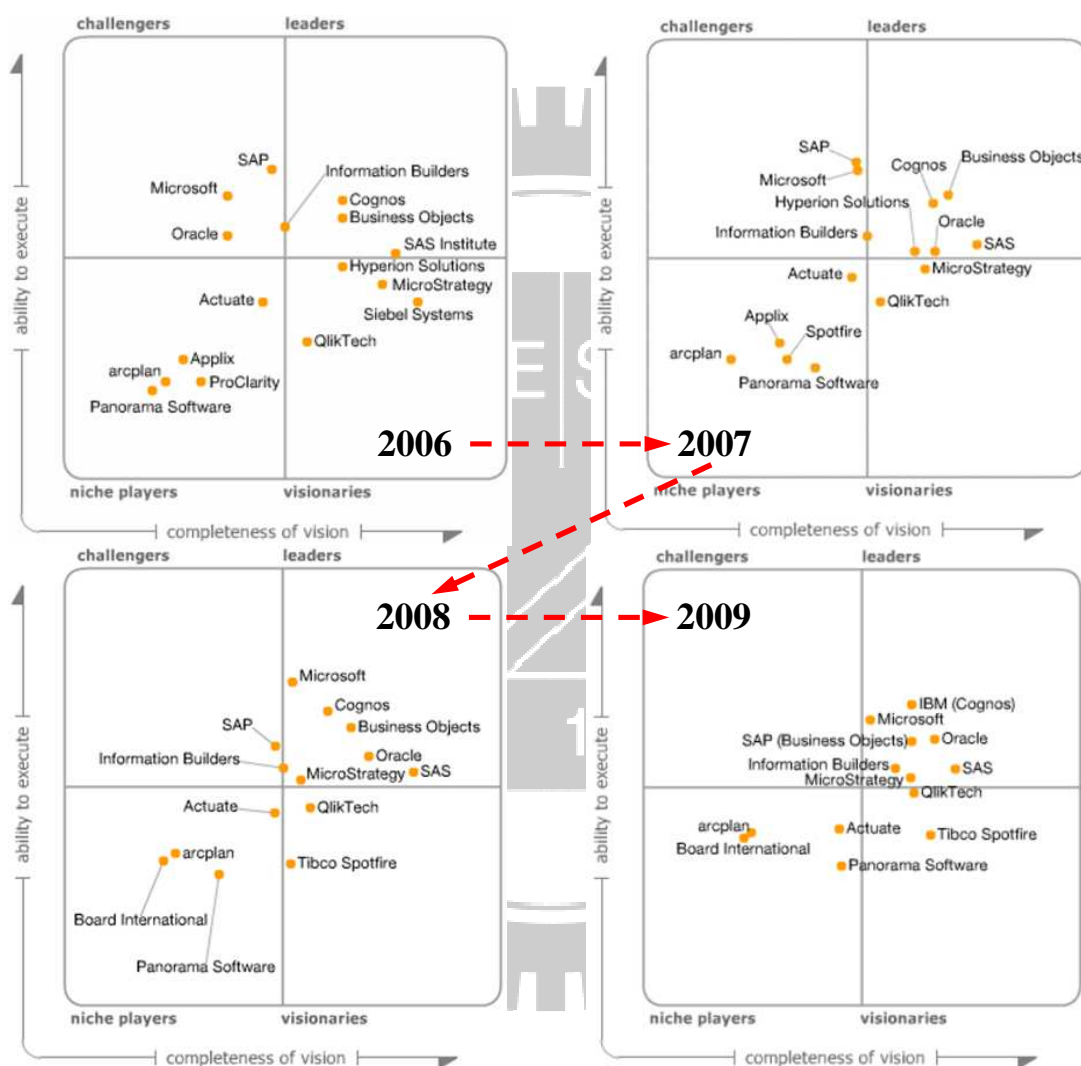 challengers
leaders
SAP
Information Builders
Microsoft
Cognos
Business Objects
Oracle
SAS Institute
Hyperion Solutions
MicroStrategy
Actuate
Siebel Systems
QlikTech
Applix
arcplan
ProClarity
Panorama Software
ability to execute
niche players
visionaries
completeness of vision
2006
challengers
leaders
SAP
Business Objects
Cognos
Microsoft
Hyperion Solutions
Oracle
Information Builders
SAS
MicroStrategy
Actuate
QlikTech
Applix
Spotfire
arcplan
Panorama Software
ability to execute
niche players
visionaries
completeness of vision
2007
E S
challengers
leaders
2008
Microsoft
Cognos
SAP
Business Objects
Information Builders
Oracle
MicroStrategy
SAS
Actuate
QlikTech
arcplan
Tibco Spotfire
Board International
Panorama Software
ability to execute
niche players
visionaries
completeness of vision
1
challengers
leaders
2009
IBM (Cognos)
Microsoft
SAP (Business Objects)
Oracle
Information Builders
SAS
MicroStrategy
QlikTech
arcplan
Actuate
Tibco Spotfire
Board International
Panorama Software
ability to execute
niche players
visionaries
completeness of vision